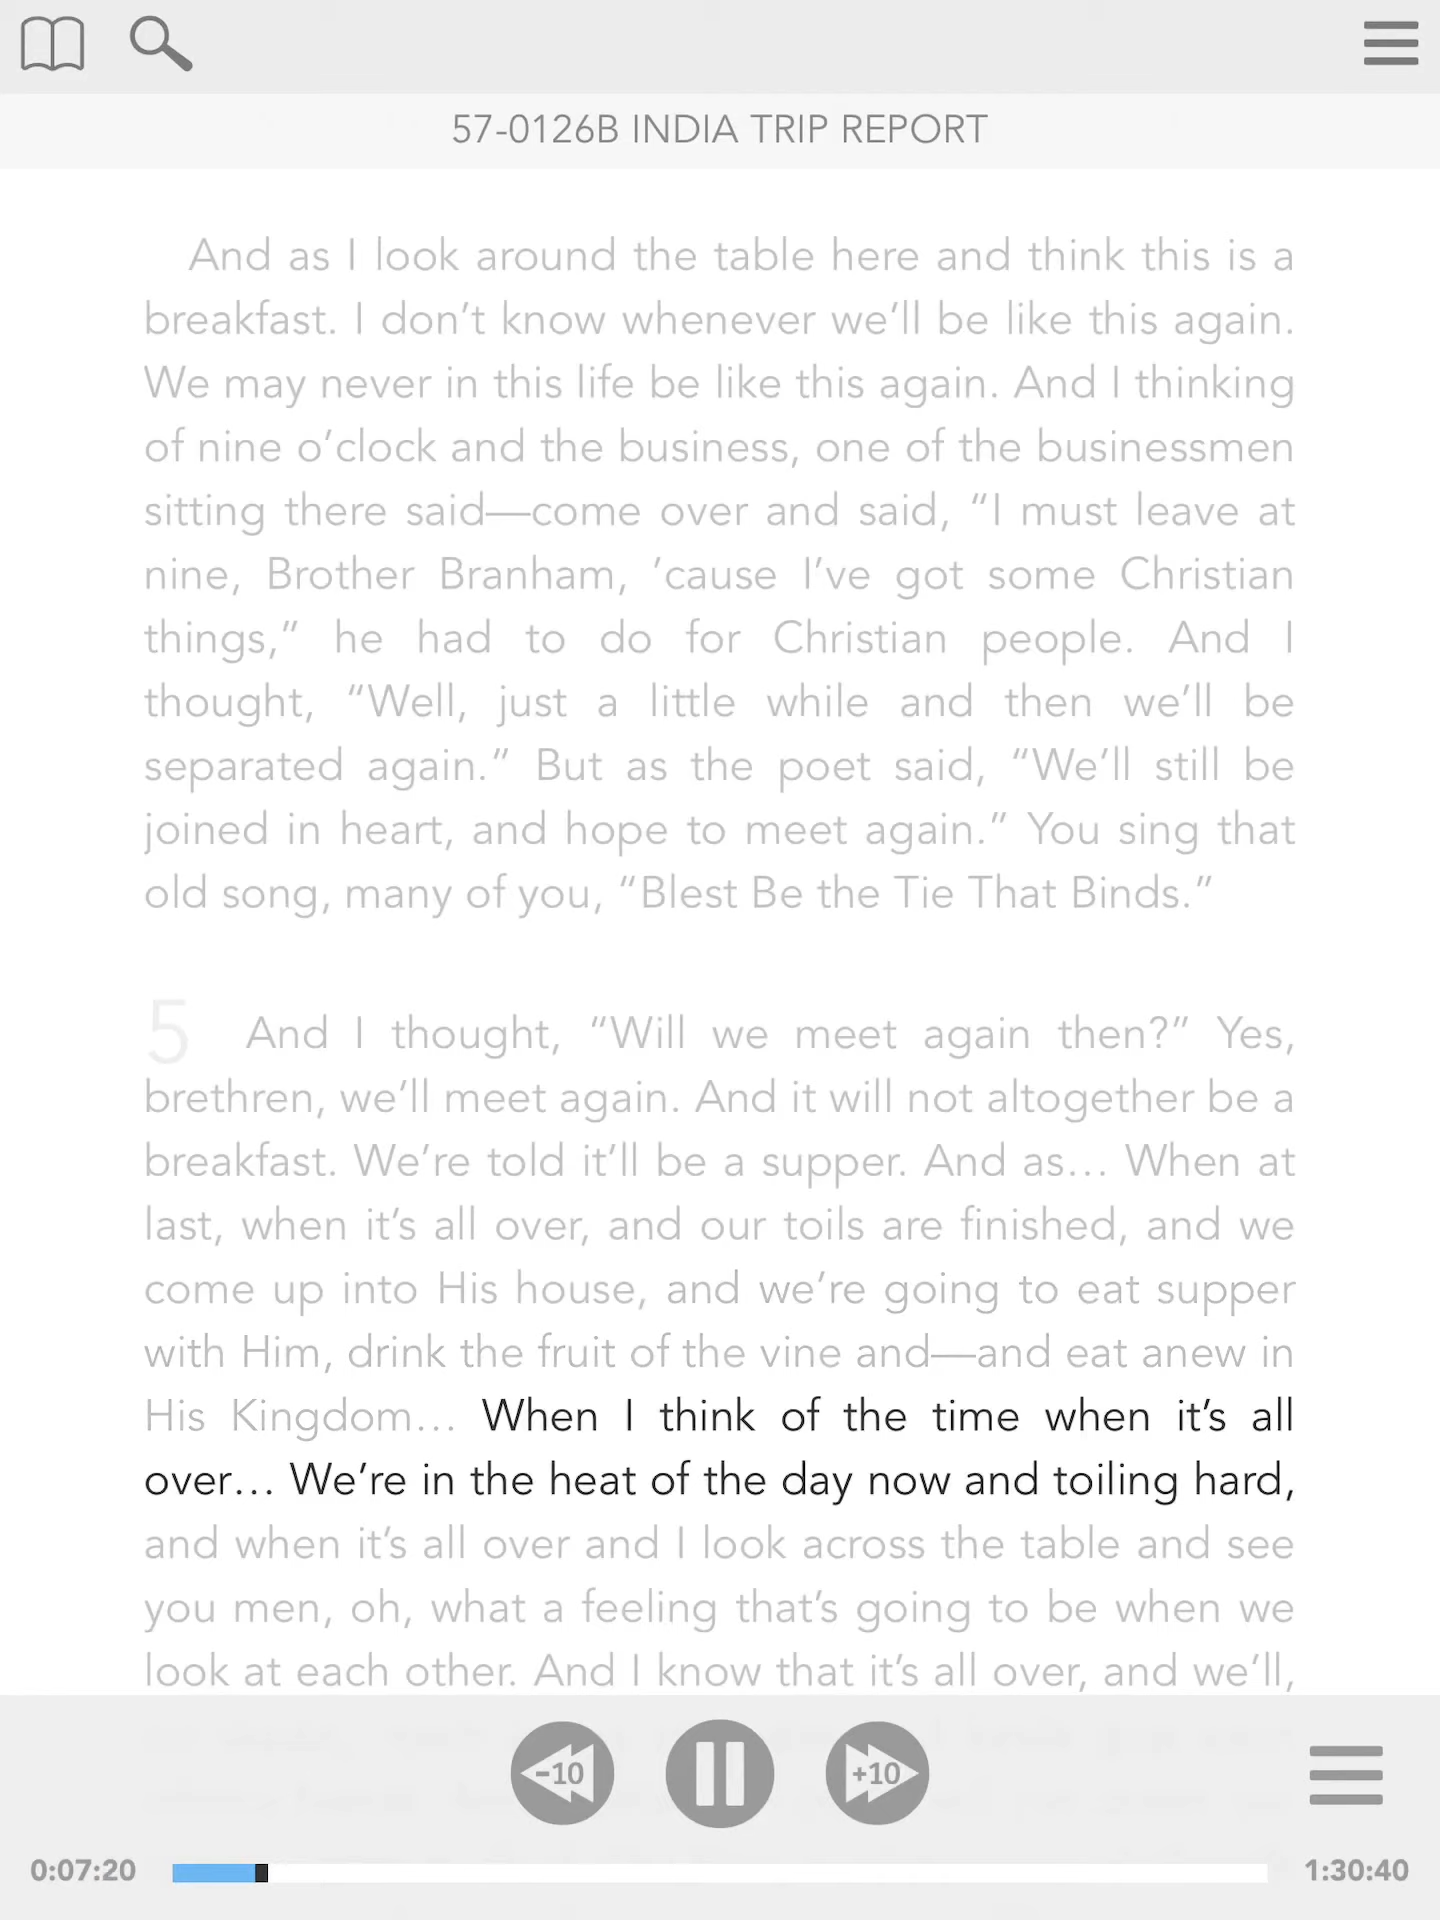 57-0126B INDIA TRIP REPORT
And as I look around the table here and think this is a
breakfast. I don’t know whenever we’ll be like this again.
We may never in this life be like this again. And I thinking
of nine o’clock and the business, one of the businessmen
sitting there said—come over and said, “I must leave at
nine, Brother Branham, ’cause I’ve got some Christian
things,” he had to do for Christian people. And I
thought, “Well, just a little while and then we’ll be
separated again.” But as the poet said, “We’ll still be
joined in heart, and hope to meet again.” You sing that
old song, many of you, “Blest Be the Tie That Binds.”
5 And I thought, “Will we meet again then?” Yes,
brethren, we’ll meet again. And it will not altogether be a
breakfast. We’re told it’ll be a supper. And as… When at
last, when it’s all over, and our toils are finished, and we
come up into His house, and we’re going to eat supper
with Him, drink the fruit of the vine and—and eat anew in
His Kingdom… When I think of the time when it’s all
over… We’re in the heat of the day now and toiling hard,
and when it’s all over and I look across the table and see
you men, oh, what a feeling that’s going to be when we
look at each other. And I know that it’s all over, and we’ll,
-10 +10
0:07:20 1:30:40